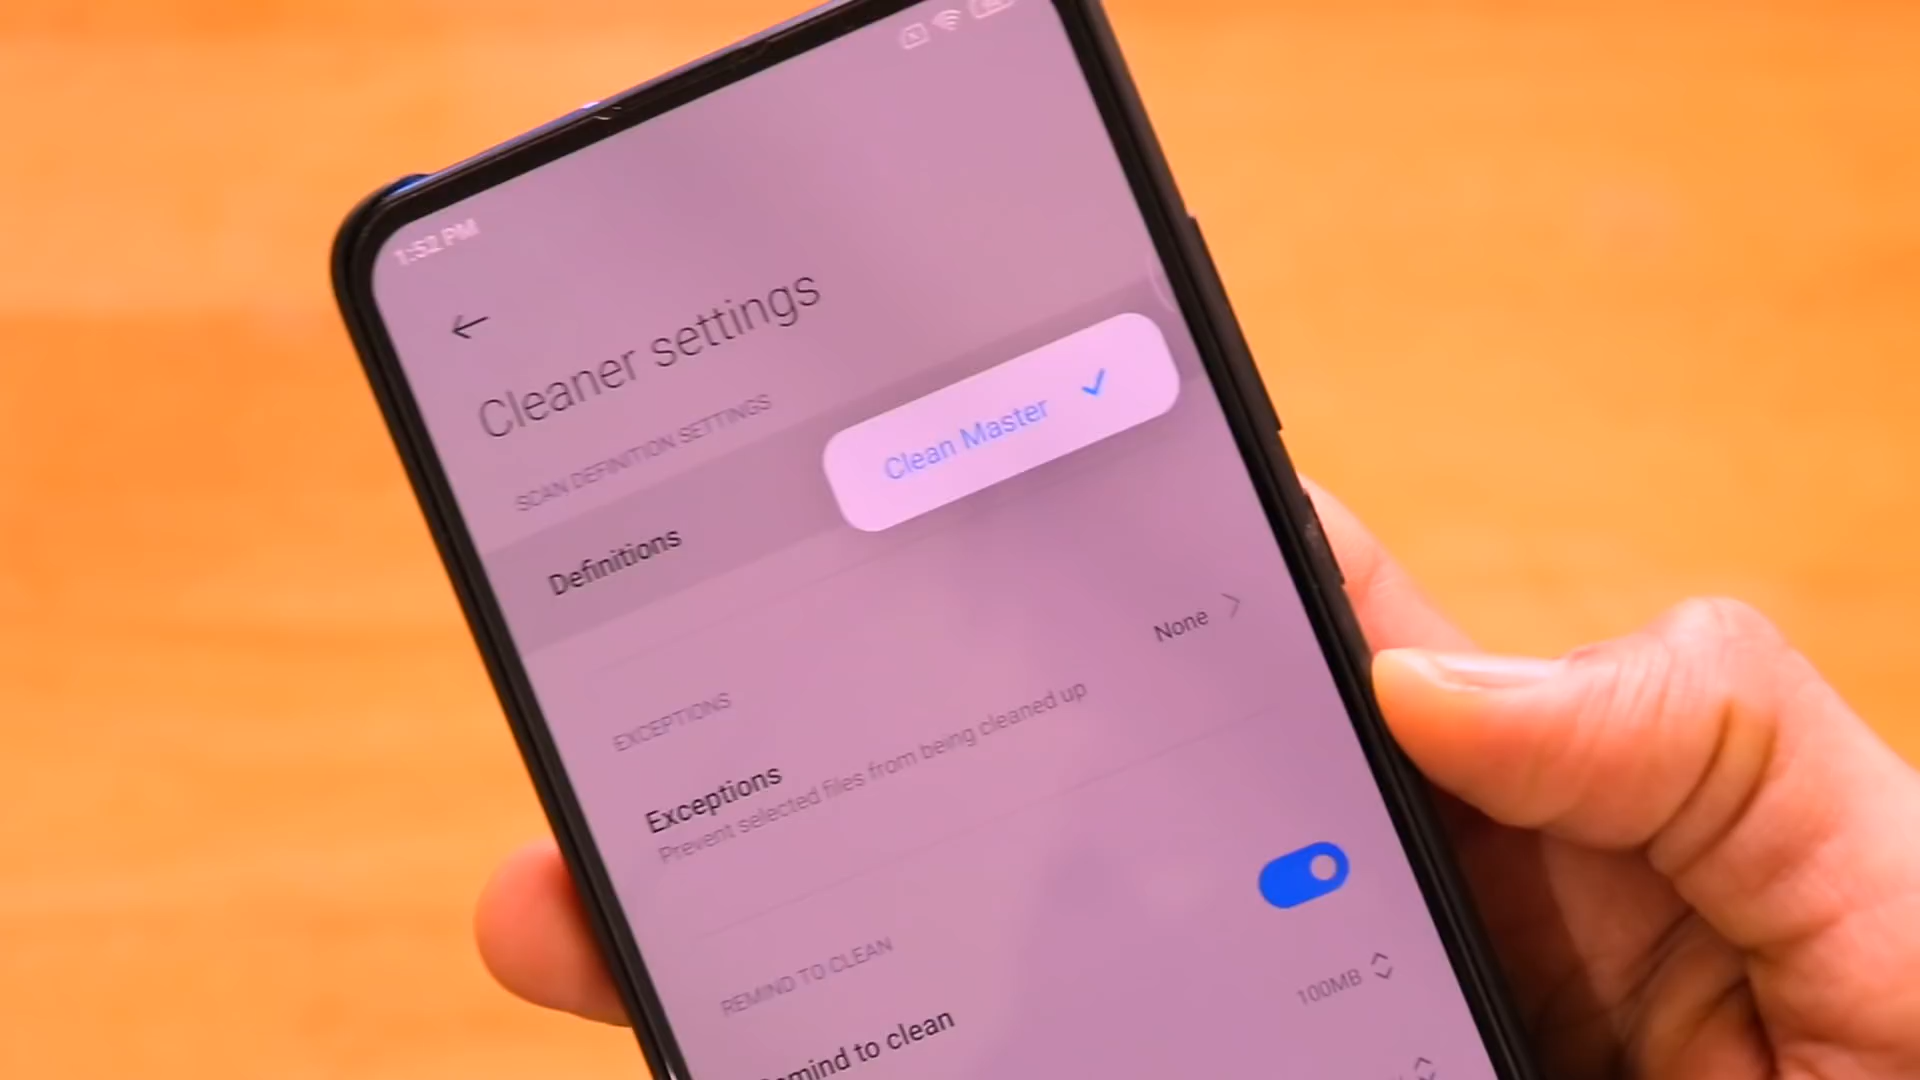 1:52 PM
Cleaner settings
SCAN DEFINITION SETTINGS
Clean Master
Definitions
EXCEPTIONS
None
Exceptions
Prevent selected files from being cleaned up
REMIND TO CLEAN
to clean
100MB